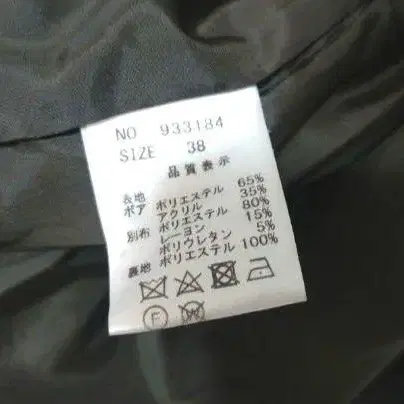 NO 933184
SIZE 38
品質表示
表地 ポリエステル 65%
ボア アクリル 35%
別布 ポリエステル 80%
レーヨン 15%
ポリウレタン 5%
裏地 ポリエステル 100%
F W